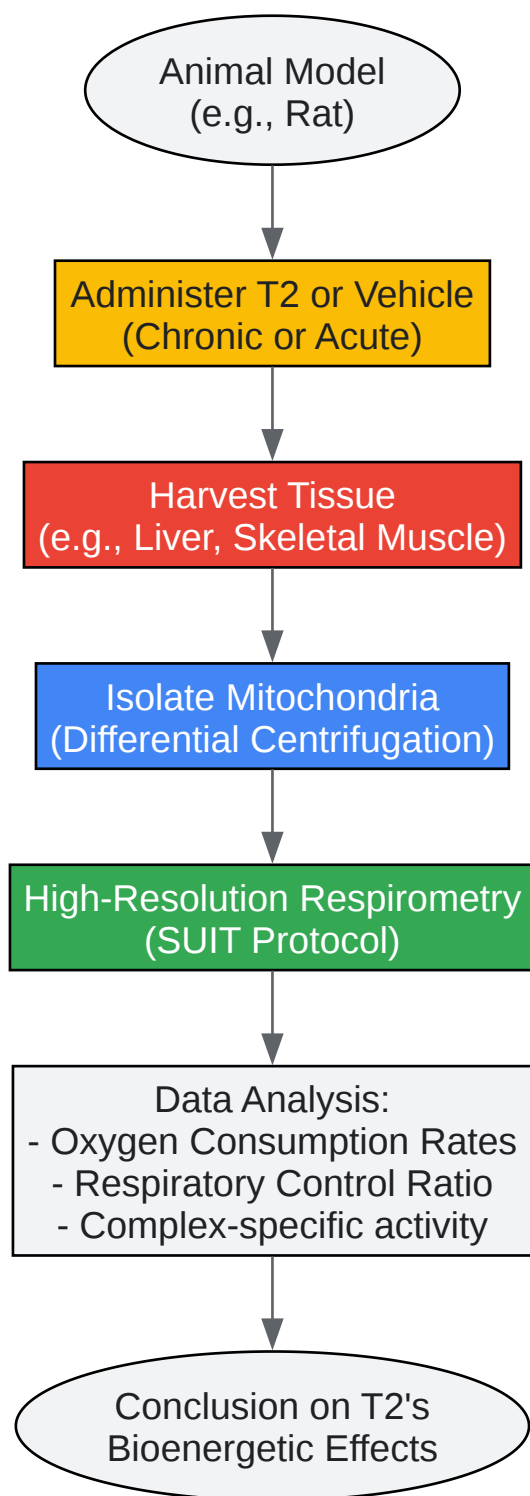 Animal Model
(e.g., Rat)
Administer T2 or Vehicle
(Chronic or Acute)
Harvest Tissue
(e.g., Liver, Skeletal Muscle)
Isolate Mitochondria
(Differential Centrifugation)
High-Resolution Respirometry
(SUIT Protocol)
Data Analysis:
- Oxygen Consumption Rates
- Respiratory Control Ratio
- Complex-specific activity
Conclusion on T2's
Bioenergetic Effects